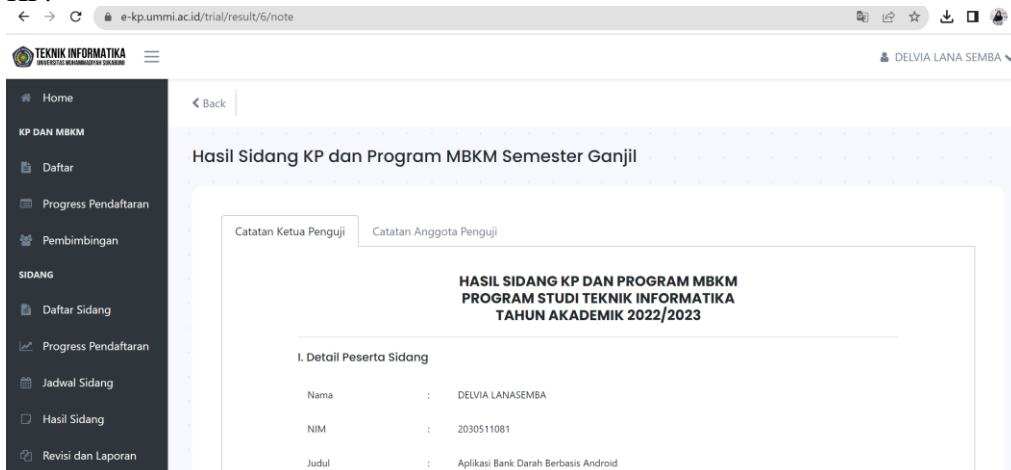 e-kp.ummi.ac.id/trial/result/6/note
TEKNIK INFORMATIKA
UNIVERSITAS MUHAMMADIYAH SUKABUMI
DELVIA LANA SEMBA
Home
KP DAN MBKM
Daftar
Progress Pendaftaran
Pembimbingan
SIDANG
Daftar Sidang
Progress Pendaftaran
Jadwal Sidang
Hasil Sidang
Revisi dan Laporan
Back
Hasil Sidang KP dan Program MBKM Semester Ganjil
Catatan Ketua Penguji Catatan Anggota Penguji
HASIL SIDANG KP DAN PROGRAM MBKM
PROGRAM STUDI TEKNIK INFORMATIKA
TAHUN AKADEMIK 2022/2023
I. Detail Peserta Sidang
Nama : DELVIA LANASEMBA
NIM : 2030511081
Judul : Aplikasi Bank Darah Berbasis Android